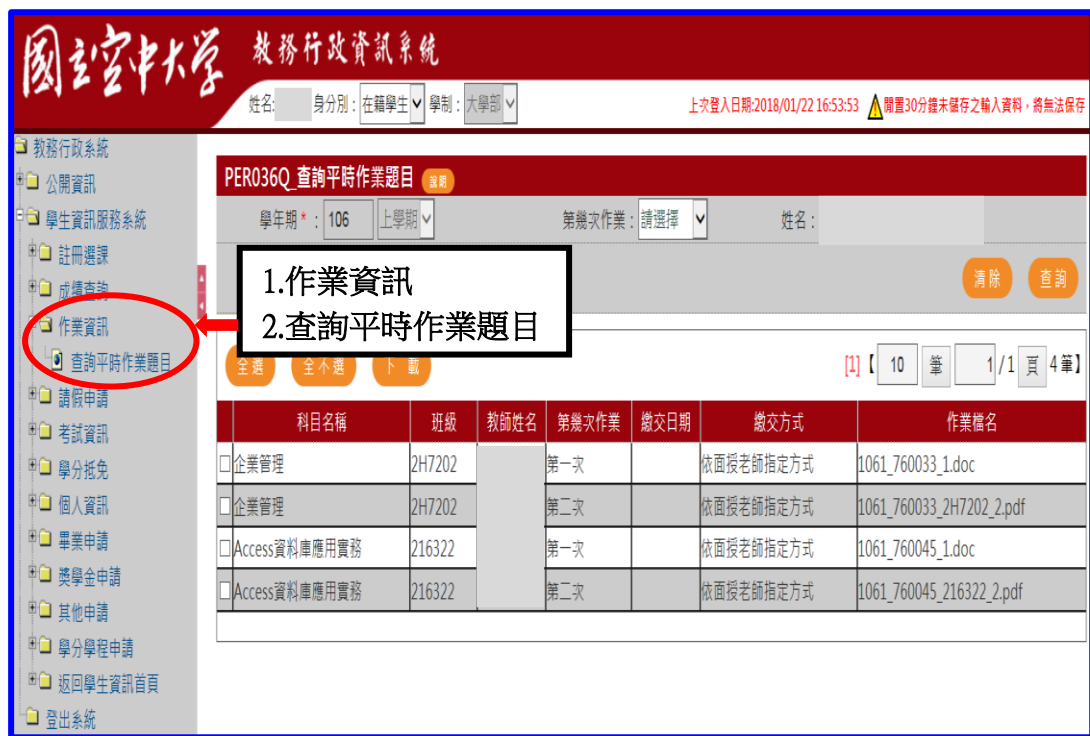 國立空中大學 教務行政資訊系統
姓名: 身分別：在籍學生 學制：大學部 上次登入日期:2018/01/22 16:53:53 閒置30分鐘未儲存之輸入資料，將無法保存
教務行政系統
公開資訊
學生資訊服務系統
註冊選課
成績查詢
作業資訊
查詢平時作業題目
請假申請
考試資訊
學分抵免
個人資訊
畢業申請
獎學金申請
其他申請
學分學程申請
返回學生資訊首頁
登出系統
PER036Q_查詢平時作業題目 說明
學年期*：106 上學期 第幾次作業：請選擇 姓名：
清除 查詢
1.作業資訊
2.查詢平時作業題目
全選 全不選 下載 [1]【 10 筆 1 /1 頁 4筆】
科目名稱 班級 教師姓名 第幾次作業 繳交日期 繳交方式 作業檔名
企業管理 2H7202 第一次 依面授老師指定方式 1061_760033_1.doc
企業管理 2H7202 第二次 依面授老師指定方式 1061_760033_2H7202_2.pdf
Access資料庫應用實務 216322 第一次 依面授老師指定方式 1061_760045_1.doc
Access資料庫應用實務 216322 第二次 依面授老師指定方式 1061_760045_216322_2.pdf